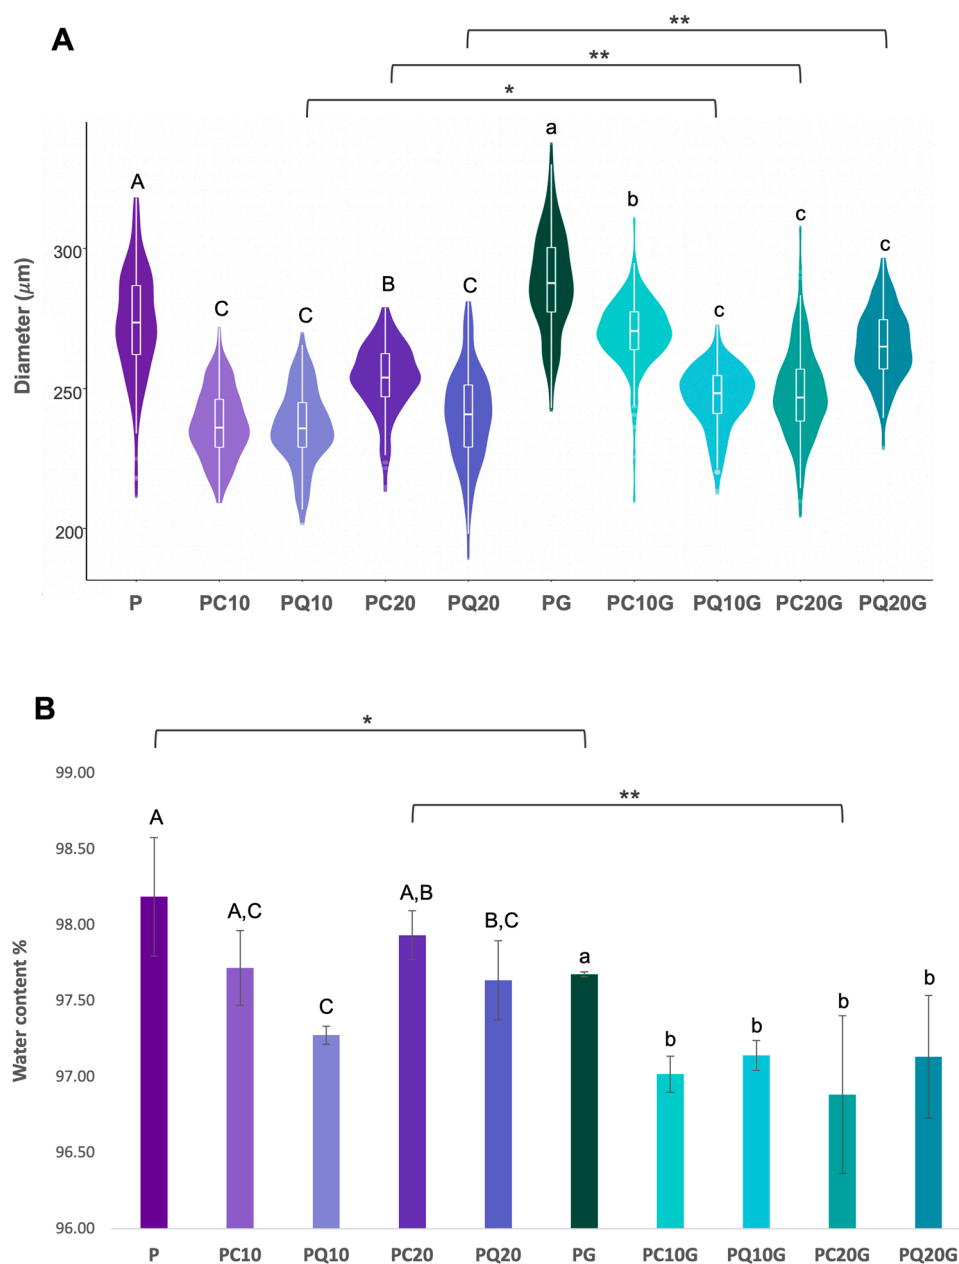 A
**
**
*
a
A
b
c
c
B
C
C
C
c
300
250
200
Diameter (μm)
P PC10 PQ10 PC20 PQ20 PG PC10G PQ10G PC20G PQ20G
B
*
99.00
**
A
98.50
A,C
A,B
B,C
98.00
a
b
97.50
C
b
b
b
97.00
96.50
96.00
Water content %
P PC10 PQ10 PC20 PQ20 PG PC10G PQ10G PC20G PQ20G